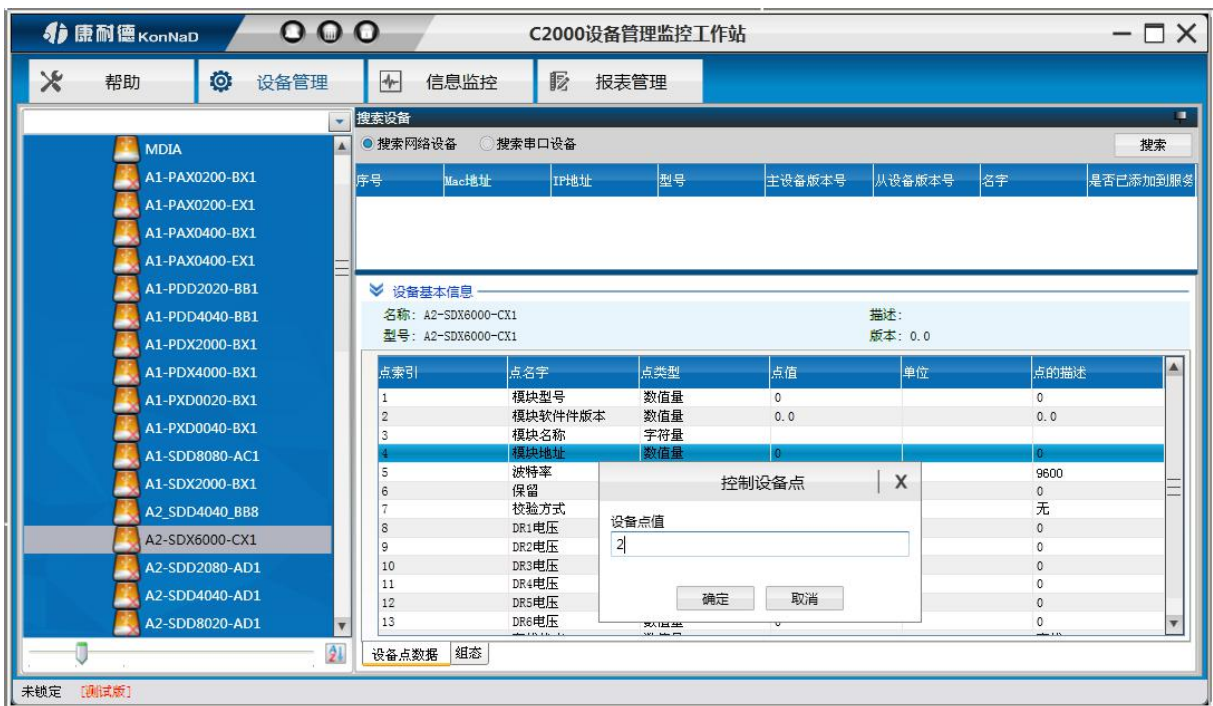 康耐德 KonNaD
C2000设备管理监控工作站
帮助 设备管理 信息监控 报表管理
搜索设备
搜索网络设备 搜索串口设备 搜索
序号 Mac地址 IP地址 型号 主设备版本号 从设备版本号 名字 是否已添加到服务
MDIA
A1-PAX0200-BX1
A1-PAX0200-EX1
A1-PAX0400-BX1
A1-PAX0400-EX1
A1-PDD2020-BB1
A1-PDD4040-BB1
A1-PDX2000-BX1
A1-PDX4000-BX1
A1-PXD0020-BX1
A1-PXD0040-BX1
A1-SDD8080-AC1
A1-SDX2000-BX1
A2_SDD4040_BB8
A2-SDX6000-CX1
A2-SDD2080-AD1
A2-SDD4040-AD1
A2-SDD8020-AD1
设备基本信息
名称: A2-SDX6000-CX1 描述:
型号: A2-SDX6000-CX1 版本: 0.0
点索引 点名字 点类型 点值 单位 点的描述
1 模块型号 数值量 0 0
2 模块软件件版本 数值量 0.0 0.0
3 模块名称 字符量
4 模块地址 数值量 0 0
5 波特率 9600
6 保留 0
7 校验方式 无
8 DR1电压 0
9 DR2电压 0
10 DR3电压 0
11 DR4电压 0
12 DR5电压 0
13 DR6电压 数值量 0 0
控制设备点 X
设备点值
2
确定 取消
设备点数据 组态
未锁定 [测试版]